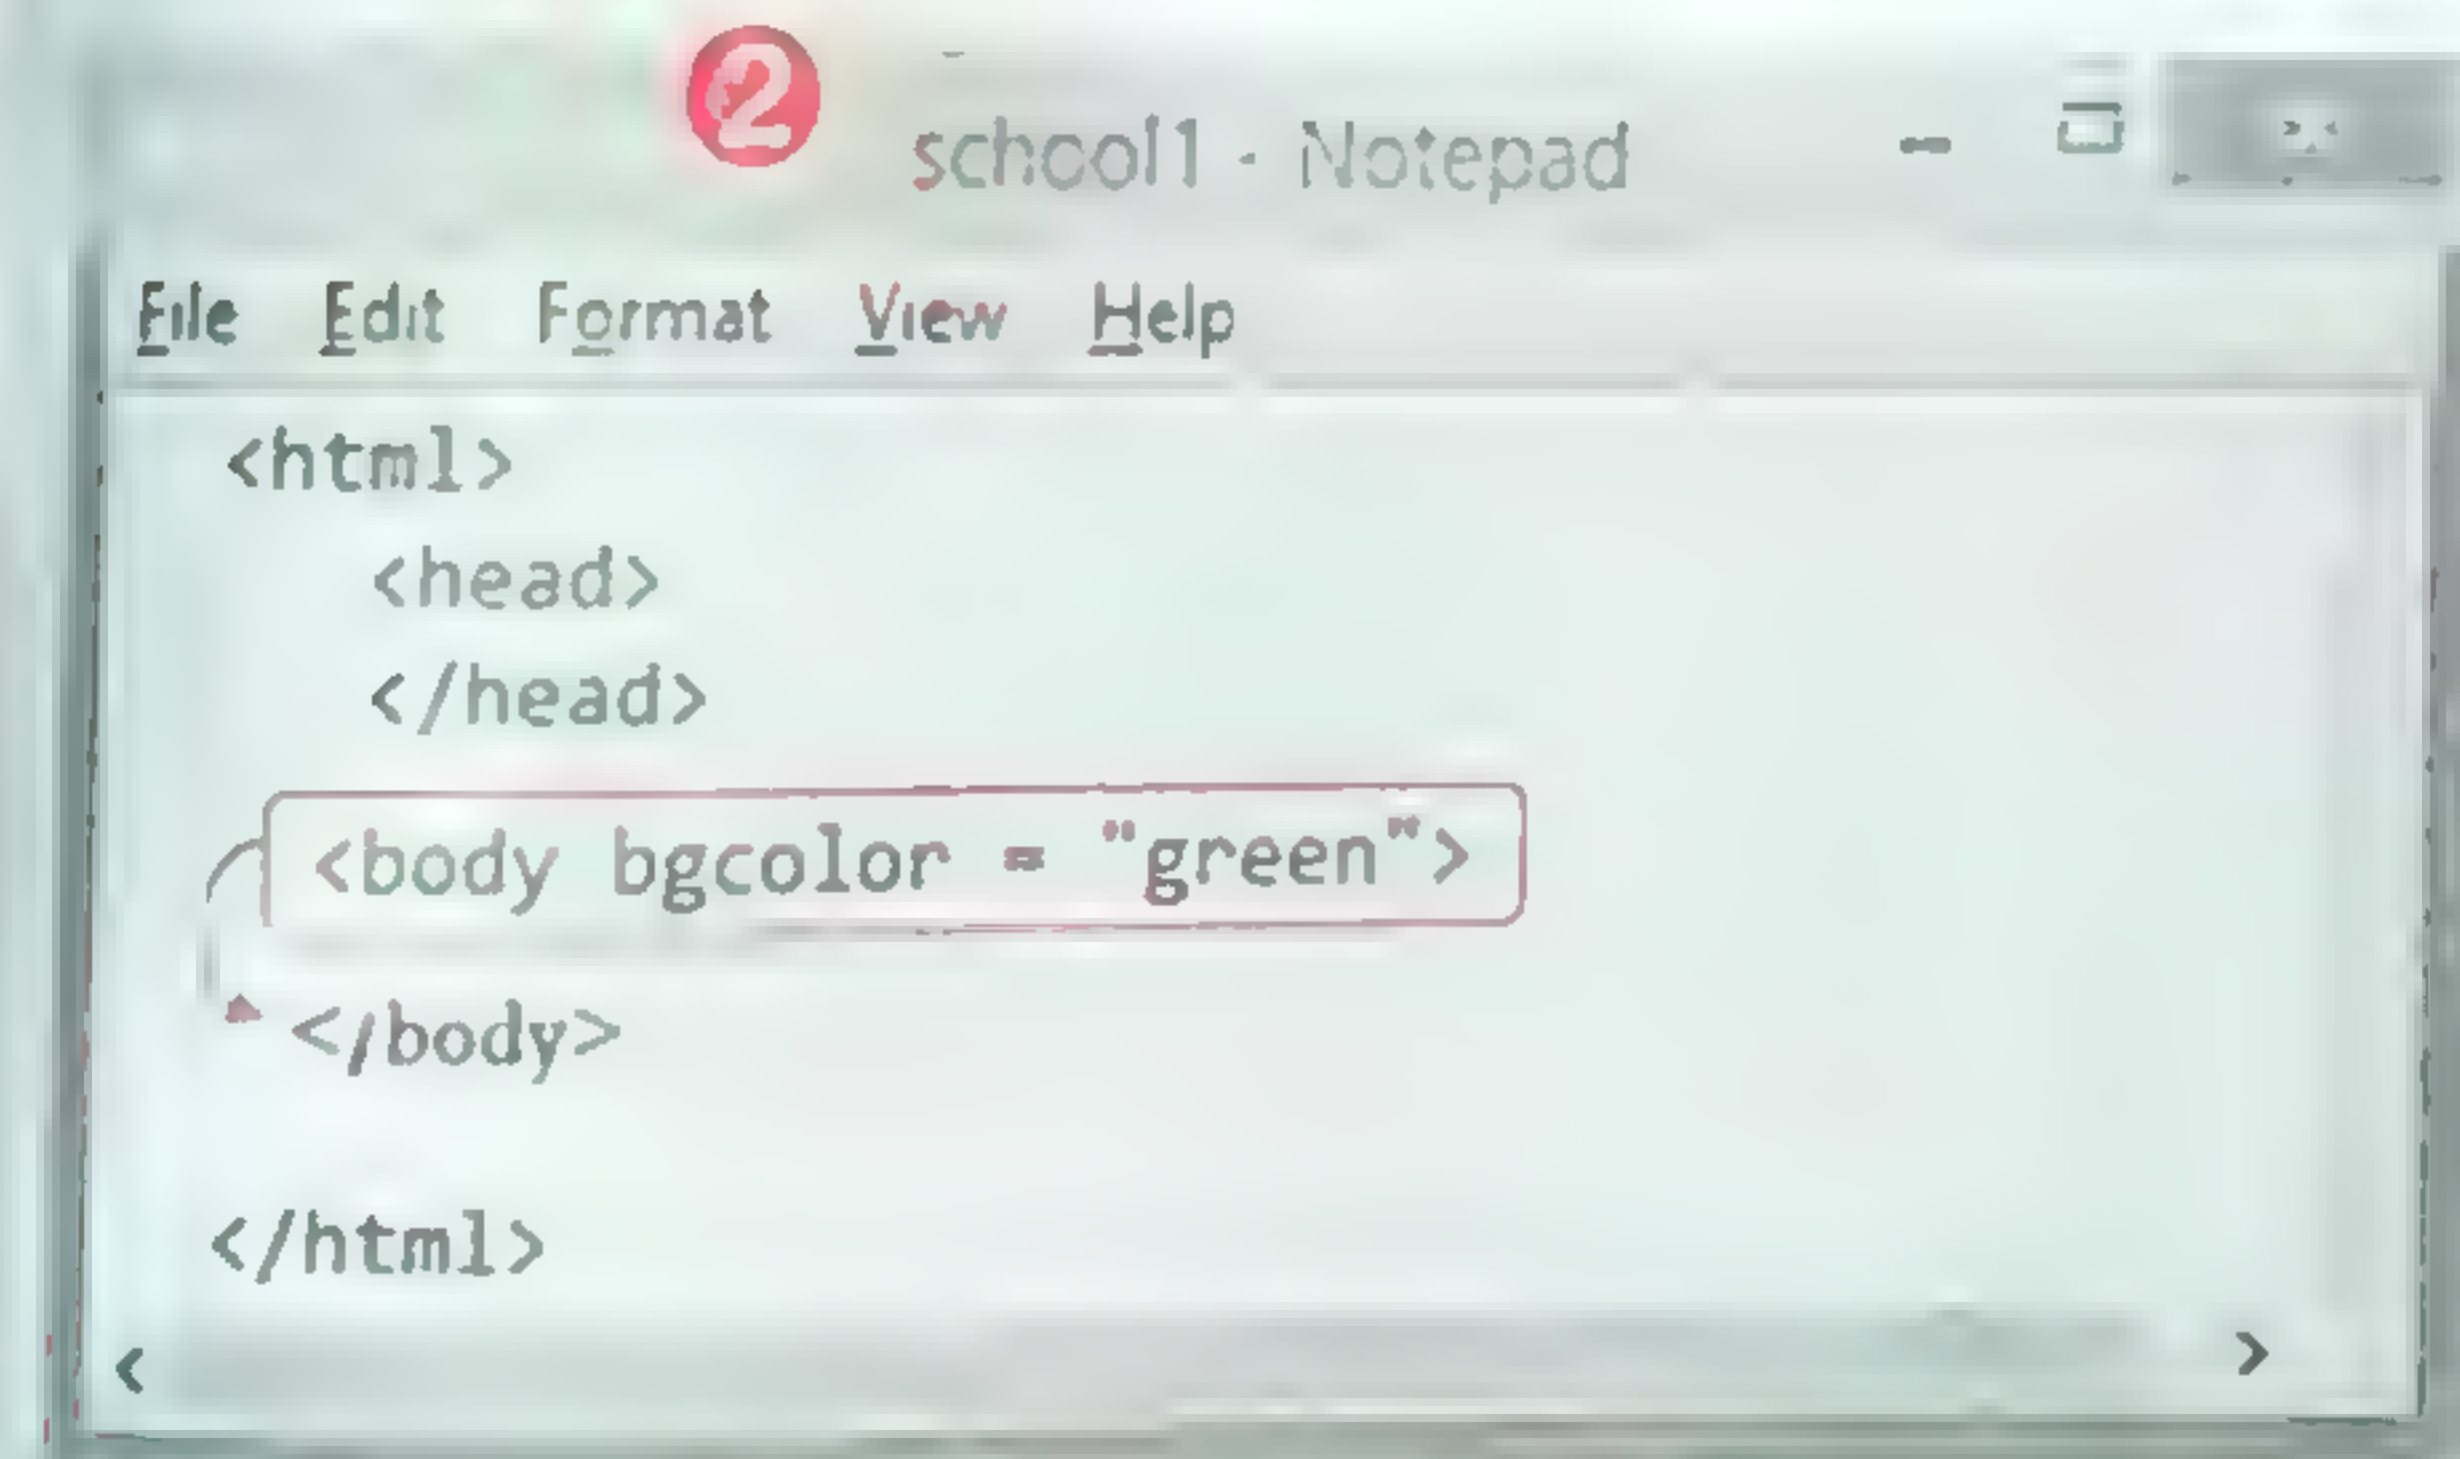 2
school1 - Notepad
File Edit Format View Help
<html>
<head>
</head>
<body bgcolor = "green">
</body>
</html>